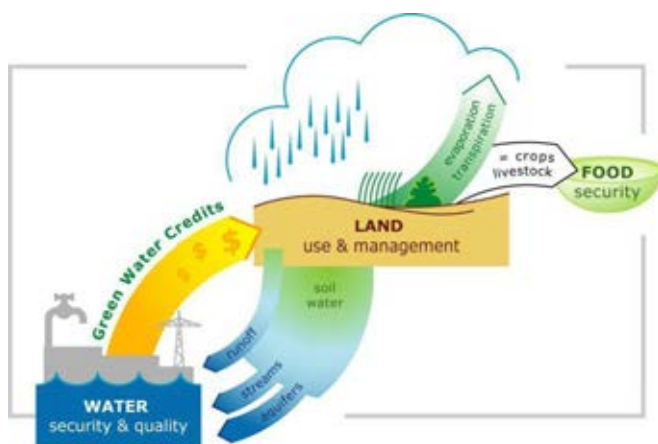 evaporation
transpiration
= crops
livestock
FOOD
security
Green Water Credits
$ $ $
LAND
use & management
soil
water
runoff
streams
aquifers
WATER
security & quality